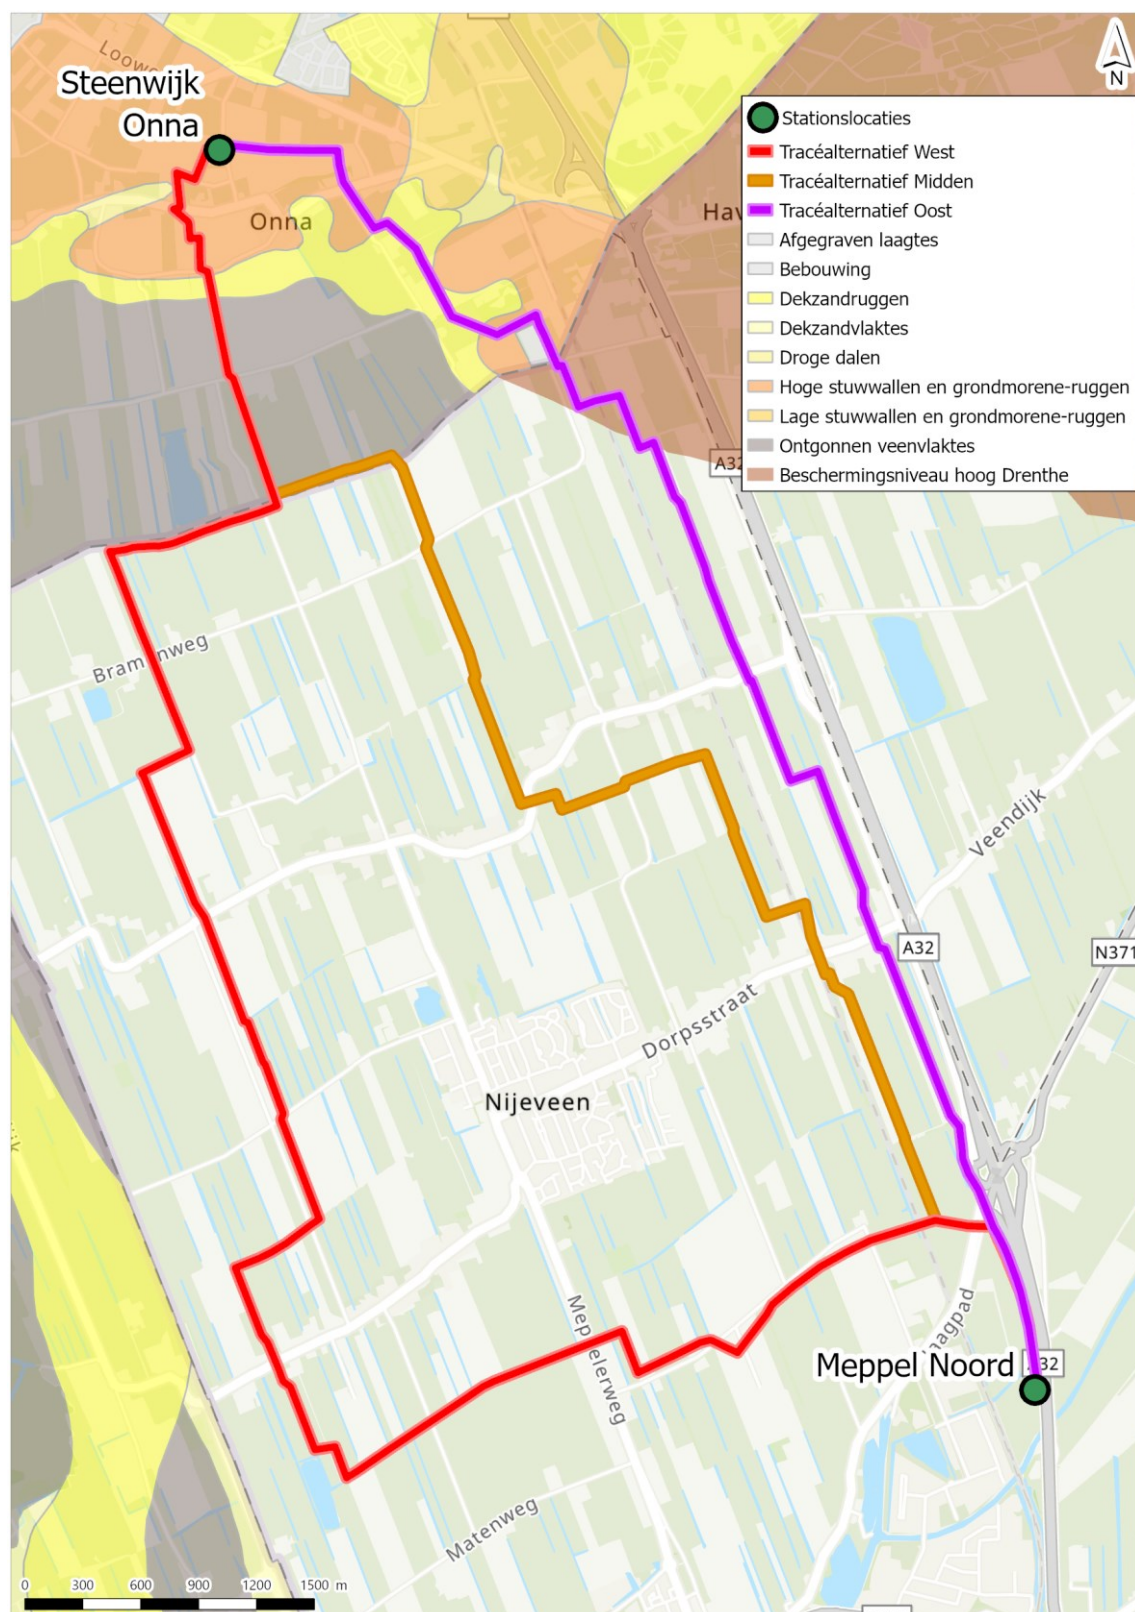 Steenwijk
Onna
N
Stationslocaties
Tracéalternatief West
Tracéalternatief Midden
Tracéalternatief Oost
Afgegraven laagtes
Bebouwing
Dekzandruggen
Dekzandvlaktes
Droge dalen
Hoge stuwwallen en grondmorene-ruggen
Lage stuwwallen en grondmorene-ruggen
Ontgonnen veenvlaktes
Beschermingsniveau hoog Drenthe
Onna
Hav
A32
Veendijk
A32
N371
Dorpsstraat
Nijeveen
Meppel Noord
Matenweg
0 300 600 900 1200 1500 m